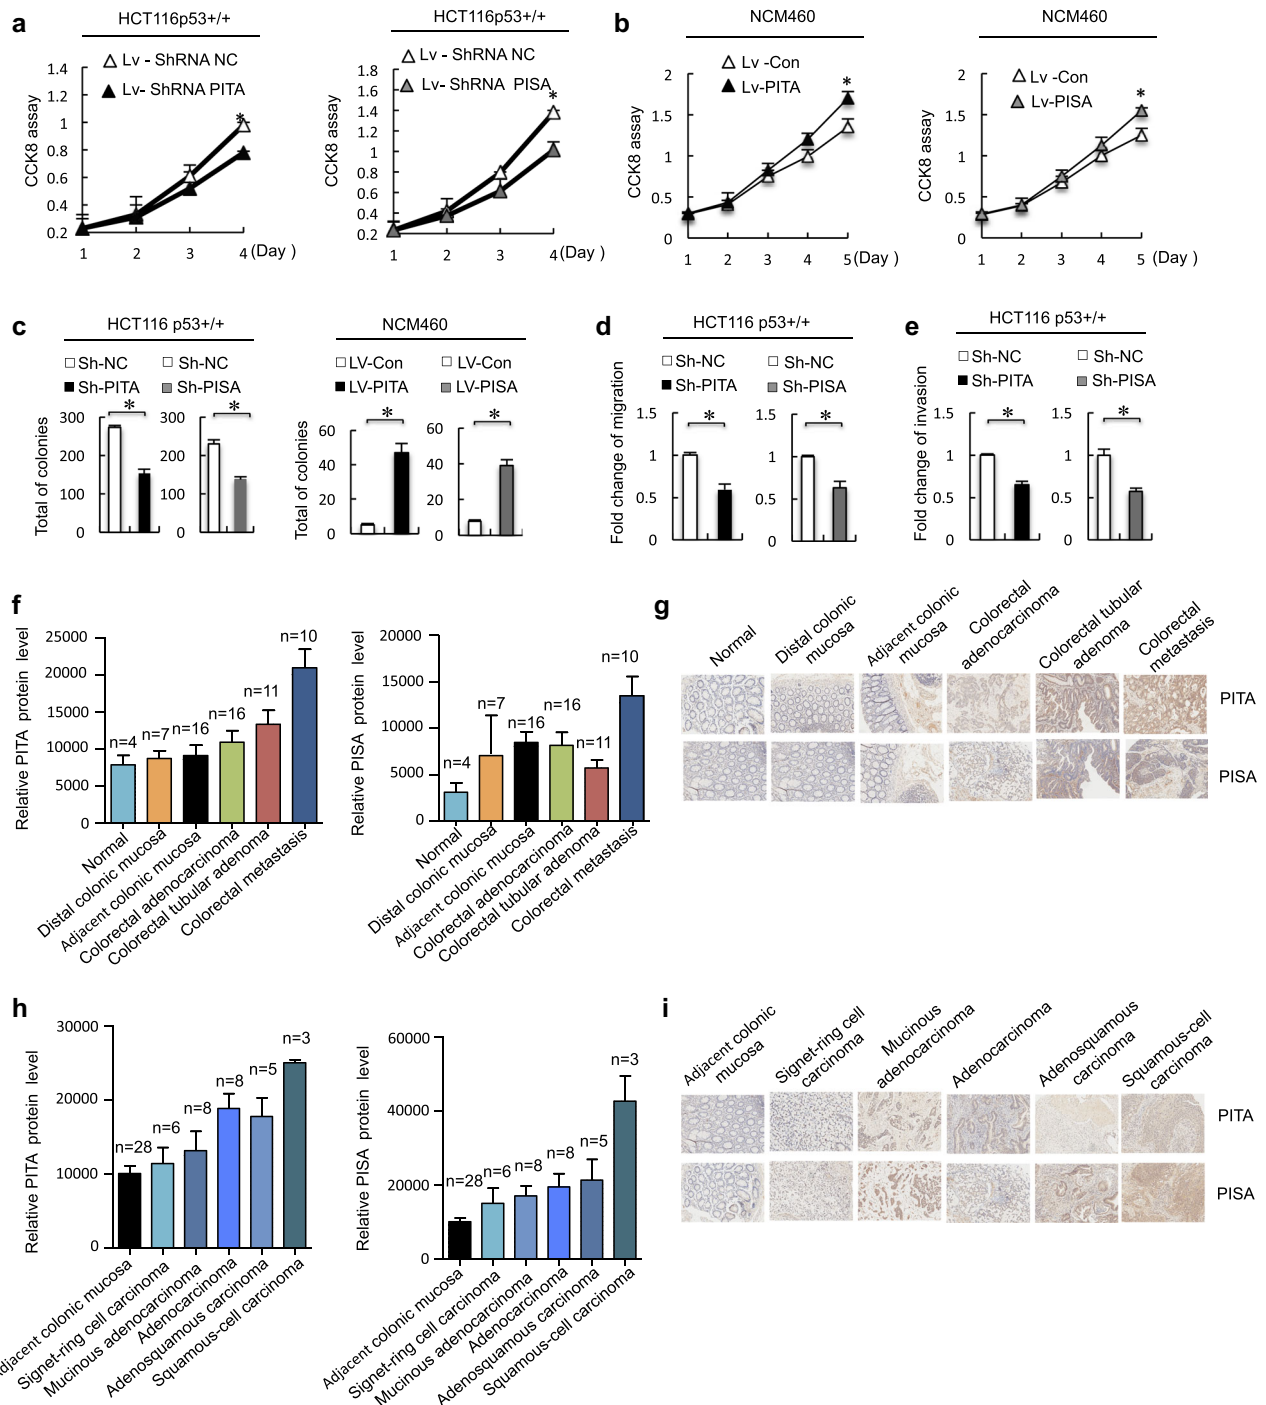 a
HCT116p53+/+
HCT116p53+/+
b
NCM460
NCM460
Lv - ShRNA NC
Lv- ShRNA PITA
CCK8 assay
1.4
1.2
1
0.8
0.6
0.4
0.2
*
1 2 3 4 (Day )
Lv - ShRNA NC
Lv- ShRNA PISA
CCK8 assay
1.8
1.6
1.4
1.2
1
0.8
0.6
0.4
0.2
*
1 2 3 4 (Day )
Lv -Con
Lv-PITA
CCK8 assay
2
1.5
1
0.5
0
*
1 2 3 4 5 (Day )
Lv -Con
Lv-PISA
CCK8 assay
2
1.5
1
0.5
0
*
1 2 3 4 5 (Day )
c
HCT116 p53+/+
Sh-NC
Sh-PITA
Sh-NC
Sh-PISA
Total of colonies
300
200
100
0
*
300
200
100
0
*
NCM460
LV-Con
LV-PITA
LV-Con
LV-PISA
Total of colonies
60
40
20
0
*
60
40
20
0
*
d
HCT116 p53+/+
Sh-NC
Sh-PITA
Sh-NC
Sh-PISA
Fold change of migration
1.5
1
0.5
0
*
1.5
1
0.5
0
*
e
HCT116 p53+/+
Sh-NC
Sh-PITA
Sh-NC
Sh-PISA
Fold change of invasion
1.5
1
0.5
0
*
1.5
1
0.5
0
*
f
Relative PITA protein level
25000
20000
15000
10000
5000
0
n=4
n=7
n=16
n=16
n=11
n=10
Normal
Distal colonic mucosa
Adjacent colonic mucosa
Colorectal adenocarcinoma
Colorectal tubular adenoma
Colorectal metastasis
Relative PISA protein level
20000
15000
10000
5000
0
n=4
n=7
n=16
n=16
n=11
n=10
Normal
Distal colonic mucosa
Adjacent colonic mucosa
Colorectal adenocarcinoma
Colorectal tubular adenoma
Colorectal metastasis
g
Normal
Distal colonic
mucosa
Adjacent colonic
mucosa
Colorectal
adenocarcinoma
Colorectal tubular
adenoma
Colorectal
metastasis
PITA
PISA
h
Relative PITA protein level
30000
20000
10000
0
n=28
n=6
n=8
n=8
n=5
n=3
Adjacent colonic mucosa
Signet-ring cell carcinoma
Mucinous adenocarcinoma
Adenocarcinoma
Adenosquamous carcinoma
Squamous-cell carcinoma
Relative PISA protein level
60000
40000
20000
0
n=28
n=6
n=8
n=8
n=5
n=3
Adjacent colonic mucosa
Signet-ring cell carcinoma
Mucinous adenocarcinoma
Adenocarcinoma
Adenosquamous carcinoma
Squamous-cell carcinoma
i
Adjacent colonic
mucosa
Signet-ring cell
carcinoma
Mucinous
adenocarcinoma
Adenocarcinoma
Adenosquamous
carcinoma
Squamous-cell
carcinoma
PITA
PISA